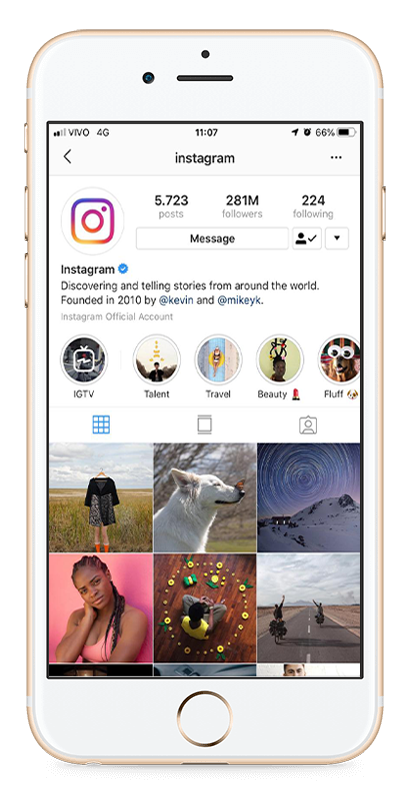 VIVO 4G 11:07 66%
instagram
5.723 281M 224
posts followers following
Message
Instagram
Discovering and telling stories from around the world.
Founded in 2010 by @kevin and @mikeyk.
Instagram Official Account
IGTV Talent Travel Beauty 💄 Fluff 🐶